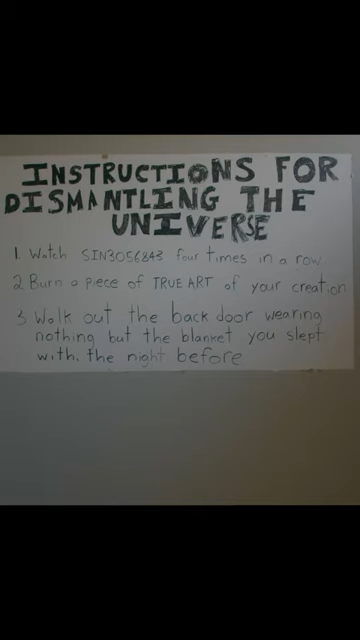 INSTRUCTIONS FOR
DISMANTLING THE
UNIVERSE
1. Watch SIN3056843 four times in a row
2. Burn a piece of TRUE ART of your creation
3. Walk out the back door wearing
nothing but the blanket you slept
with the night before